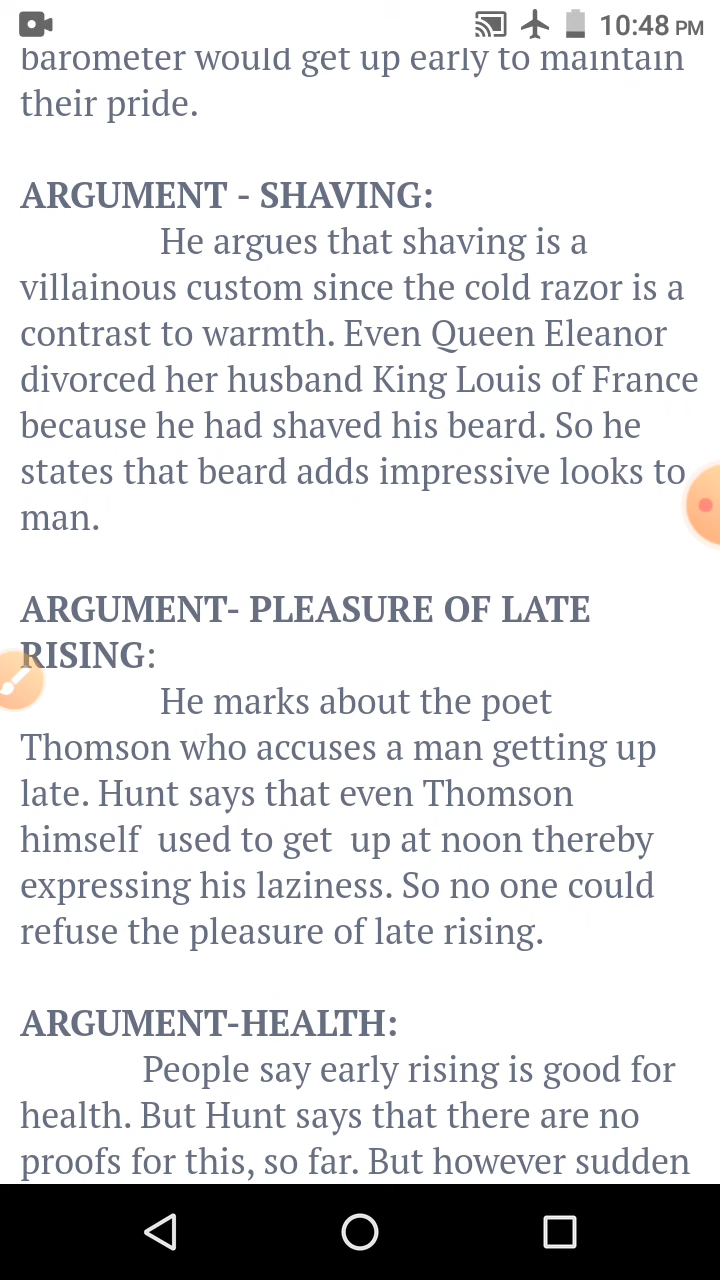 10:48 PM
barometer would get up early to maintain
their pride.
ARGUMENT - SHAVING:
He argues that shaving is a
villainous custom since the cold razor is a
contrast to warmth. Even Queen Eleanor
divorced her husband King Louis of France
because he had shaved his beard. So he
states that beard adds impressive looks to
man.
ARGUMENT- PLEASURE OF LATE
RISING:
He marks about the poet
Thomson who accuses a man getting up
late. Hunt says that even Thomson
himself  used to get  up at noon thereby
expressing his laziness. So no one could
refuse the pleasure of late rising.
ARGUMENT-HEALTH:
People say early rising is good for
health. But Hunt says that there are no
proofs for this, so far. But however sudden